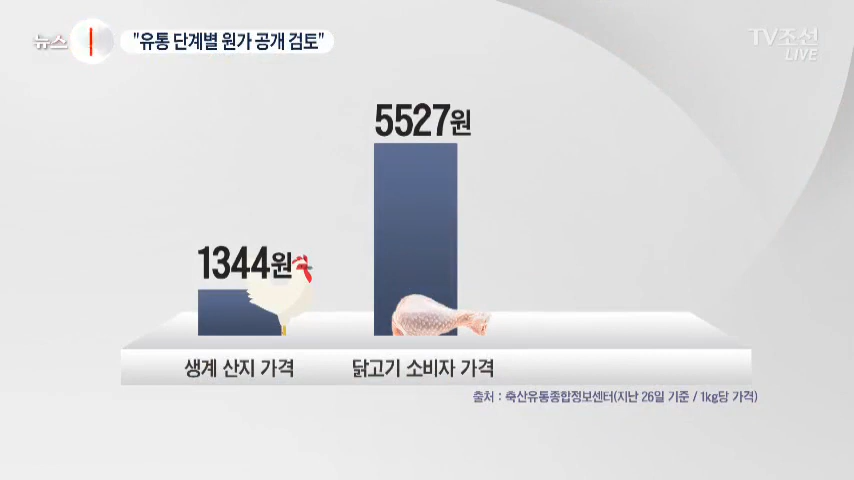 뉴스 !
"유통 단계별 원가 공개 검토"
TV조선
LIVE
5527원
1344원
생계 산지 가격
닭고기 소비자 가격
출처 : 축산유통종합정보센터(지난 26일 기준 / 1kg당 가격)